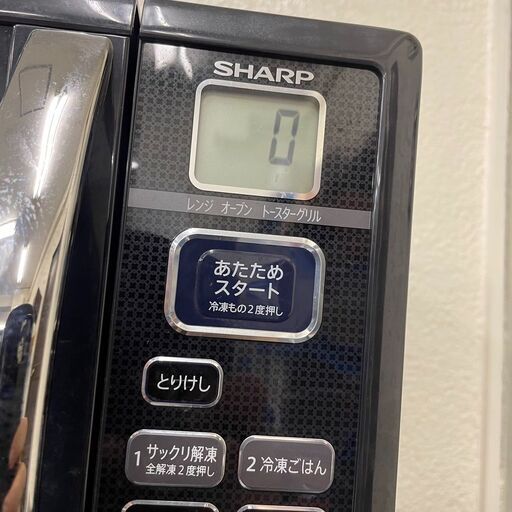 SHARP
0
レンジ オーブン トースターグリル
あたため
スタート
冷凍もの2度押し
とりけし
1 サックリ解凍
全解凍2度押し
2 冷凍ごはん